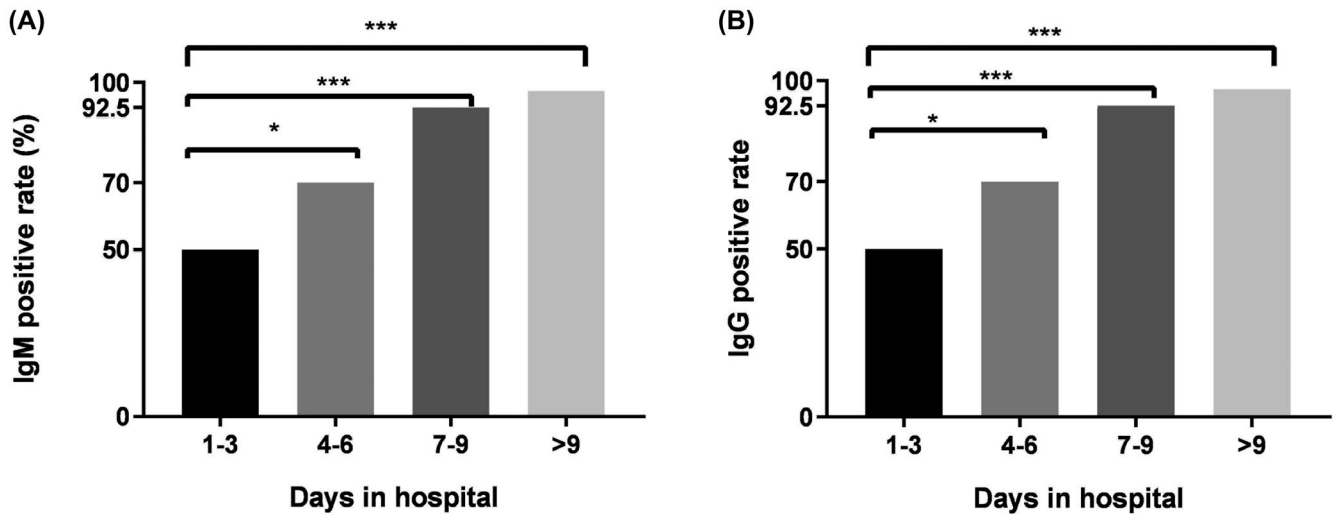 (A)
***
***
*
100
92.5
70
50
0
IgM positive rate (%)
1-3 4-6 7-9 >9
Days in hospital
(B)
***
***
*
100
92.5
70
50
0
IgG positive rate
1-3 4-6 7-9 >9
Days in hospital